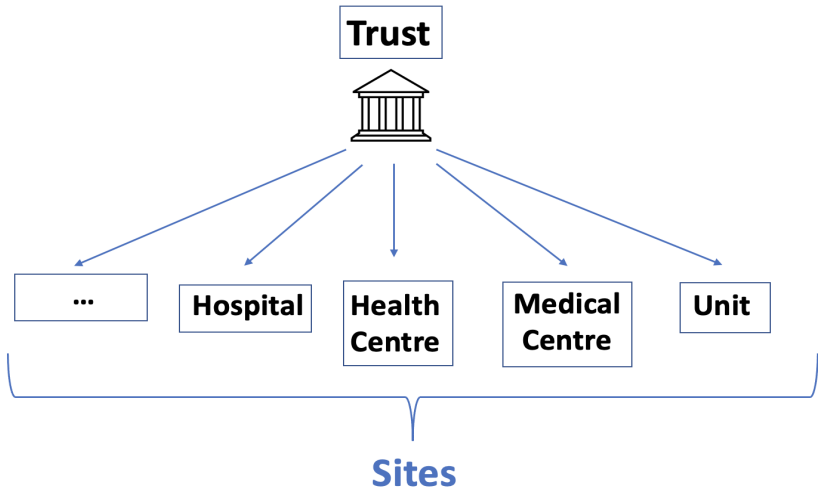 Trust
...
Hospital
Health
Centre
Medical
Centre
Unit
Sites